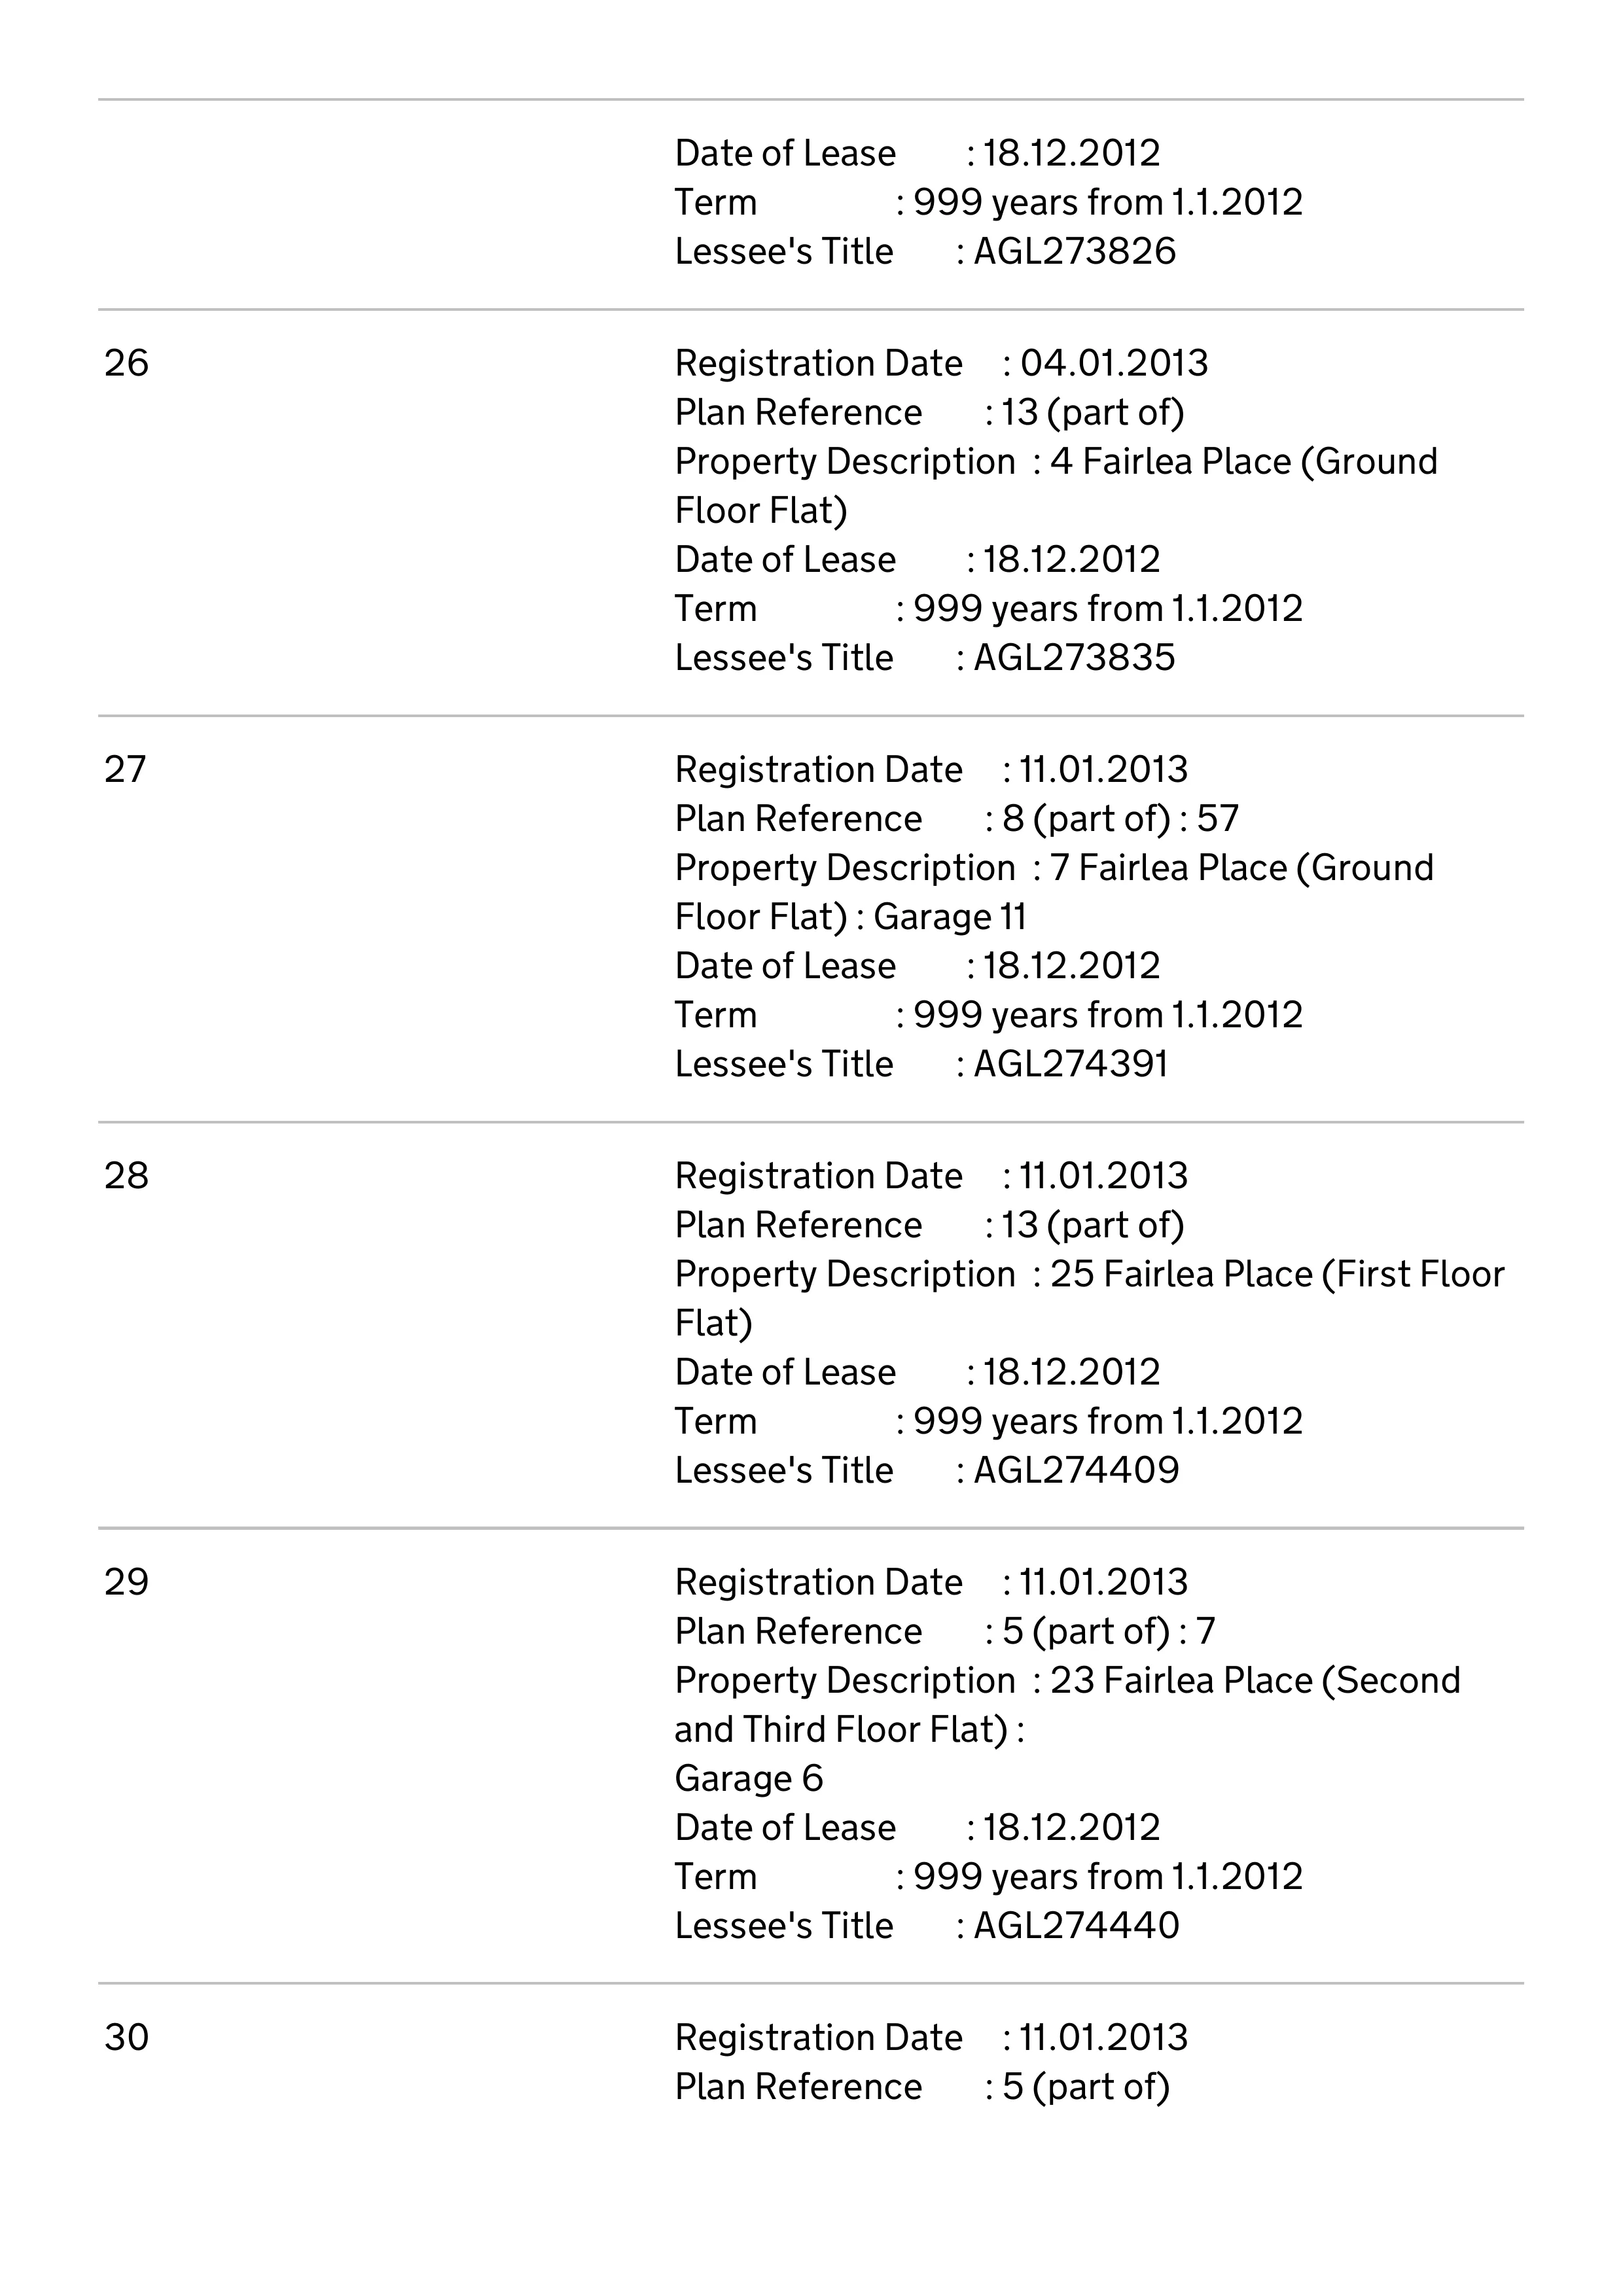 Date of Lease : 18.12.2012
Term : 999 years from 1.1.2012
Lessee's Title : AGL273826
26
Registration Date : 04.01.2013
Plan Reference : 13 (part of)
Property Description : 4 Fairlea Place (Ground
Floor Flat)
Date of Lease : 18.12.2012
Term : 999 years from 1.1.2012
Lessee's Title : AGL273835
27
Registration Date : 11.01.2013
Plan Reference : 8 (part of) : 57
Property Description : 7 Fairlea Place (Ground
Floor Flat) : Garage 11
Date of Lease : 18.12.2012
Term : 999 years from 1.1.2012
Lessee's Title : AGL274391
28
Registration Date : 11.01.2013
Plan Reference : 13 (part of)
Property Description : 25 Fairlea Place (First Floor
Flat)
Date of Lease : 18.12.2012
Term : 999 years from 1.1.2012
Lessee's Title : AGL274409
29
Registration Date : 11.01.2013
Plan Reference : 5 (part of) : 7
Property Description : 23 Fairlea Place (Second
and Third Floor Flat) :
Garage 6
Date of Lease : 18.12.2012
Term : 999 years from 1.1.2012
Lessee's Title : AGL274440
30
Registration Date : 11.01.2013
Plan Reference : 5 (part of)